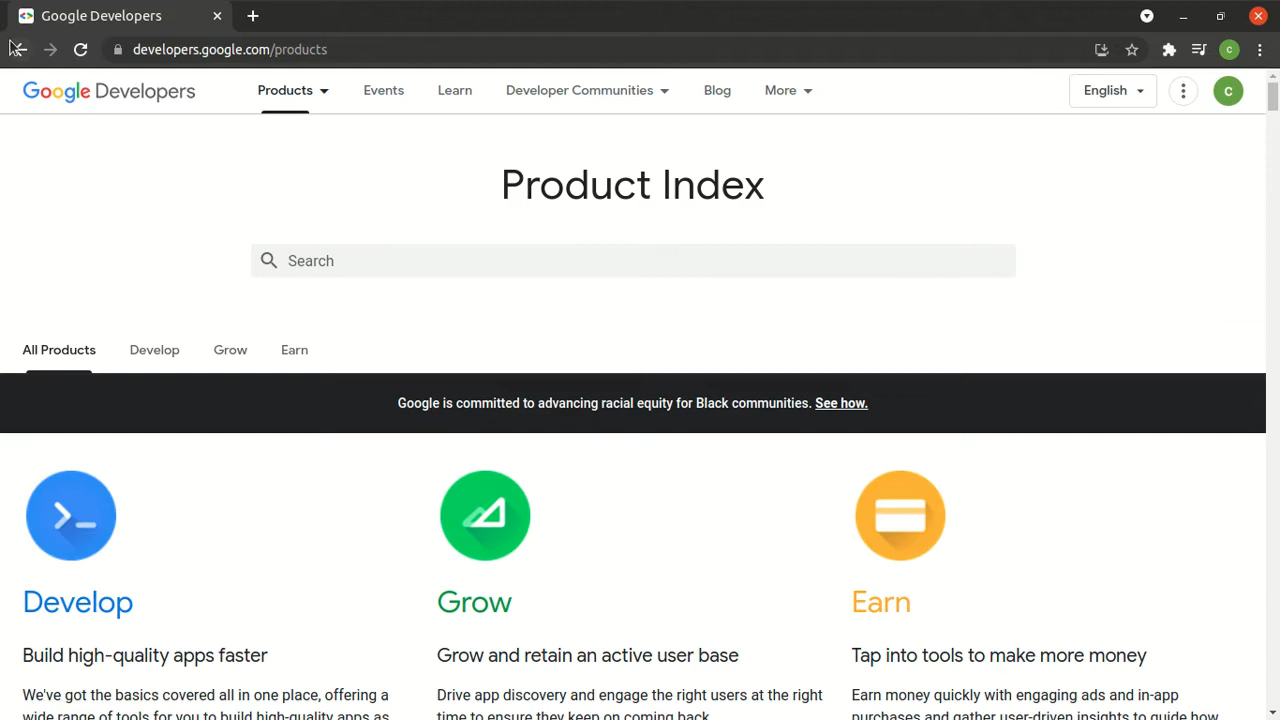 Google Developers
developers.google.com/products
C
Google Developers
Products
Events
Learn
Developer Communities
Blog
More
English
C
Product Index
Search
All Products
Develop
Grow
Earn
Google is committed to advancing racial equity for Black communities. See how.
Develop
Build high-quality apps faster
We've got the basics covered all in one place, offering a
wide range of tools for you to build high-quality apps as
Grow
Grow and retain an active user base
Drive app discovery and engage the right users at the right
time to ensure they keep on coming back.
Earn
Tap into tools to make more money
Earn money quickly with engaging ads and in-app
purchases and gather user-driven insights to guide how